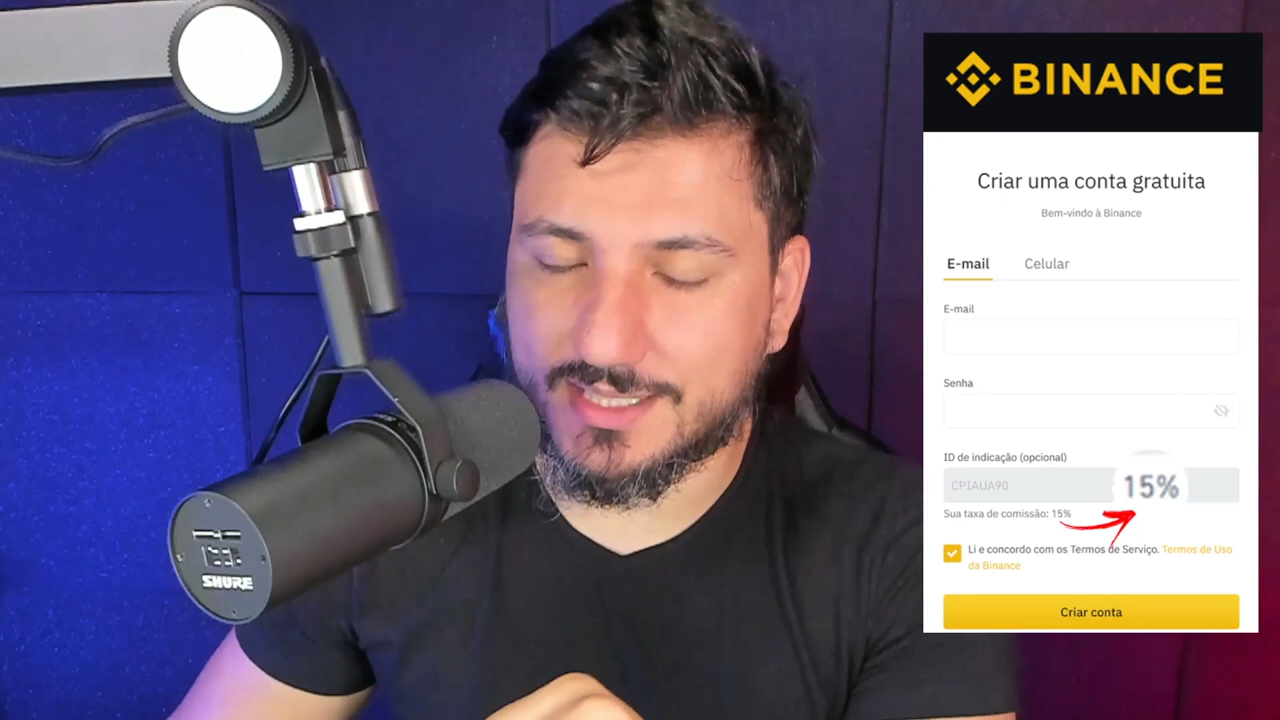 SHURE
BINANCE
Criar uma conta gratuita
Bem-vindo à Binance
E-mail Celular
E-mail
Senha
ID de indicação (opcional)
CPIAUA90
15%
Sua taxa de comissão: 15%
Li e concordo com os Termos de Serviço. Termos de Uso
da Binance
Criar conta